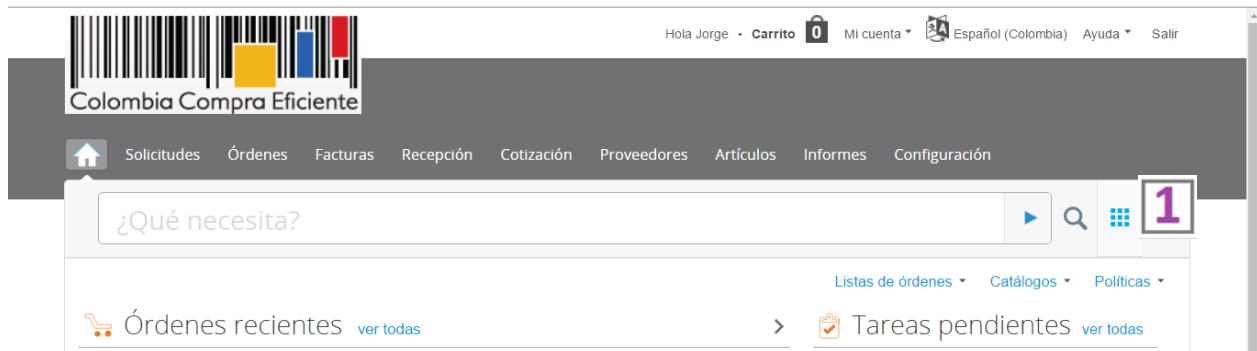 Hola Jorge · Carrito 0 Mi cuenta Español (Colombia) Ayuda Salir
Colombia Compra Eficiente
Solicitudes Órdenes Facturas Recepción Cotización Proveedores Artículos Informes Configuración
¿Qué necesita? 1
Listas de órdenes Catálogos Políticas
Órdenes recientes ver todas Tareas pendientes ver todas